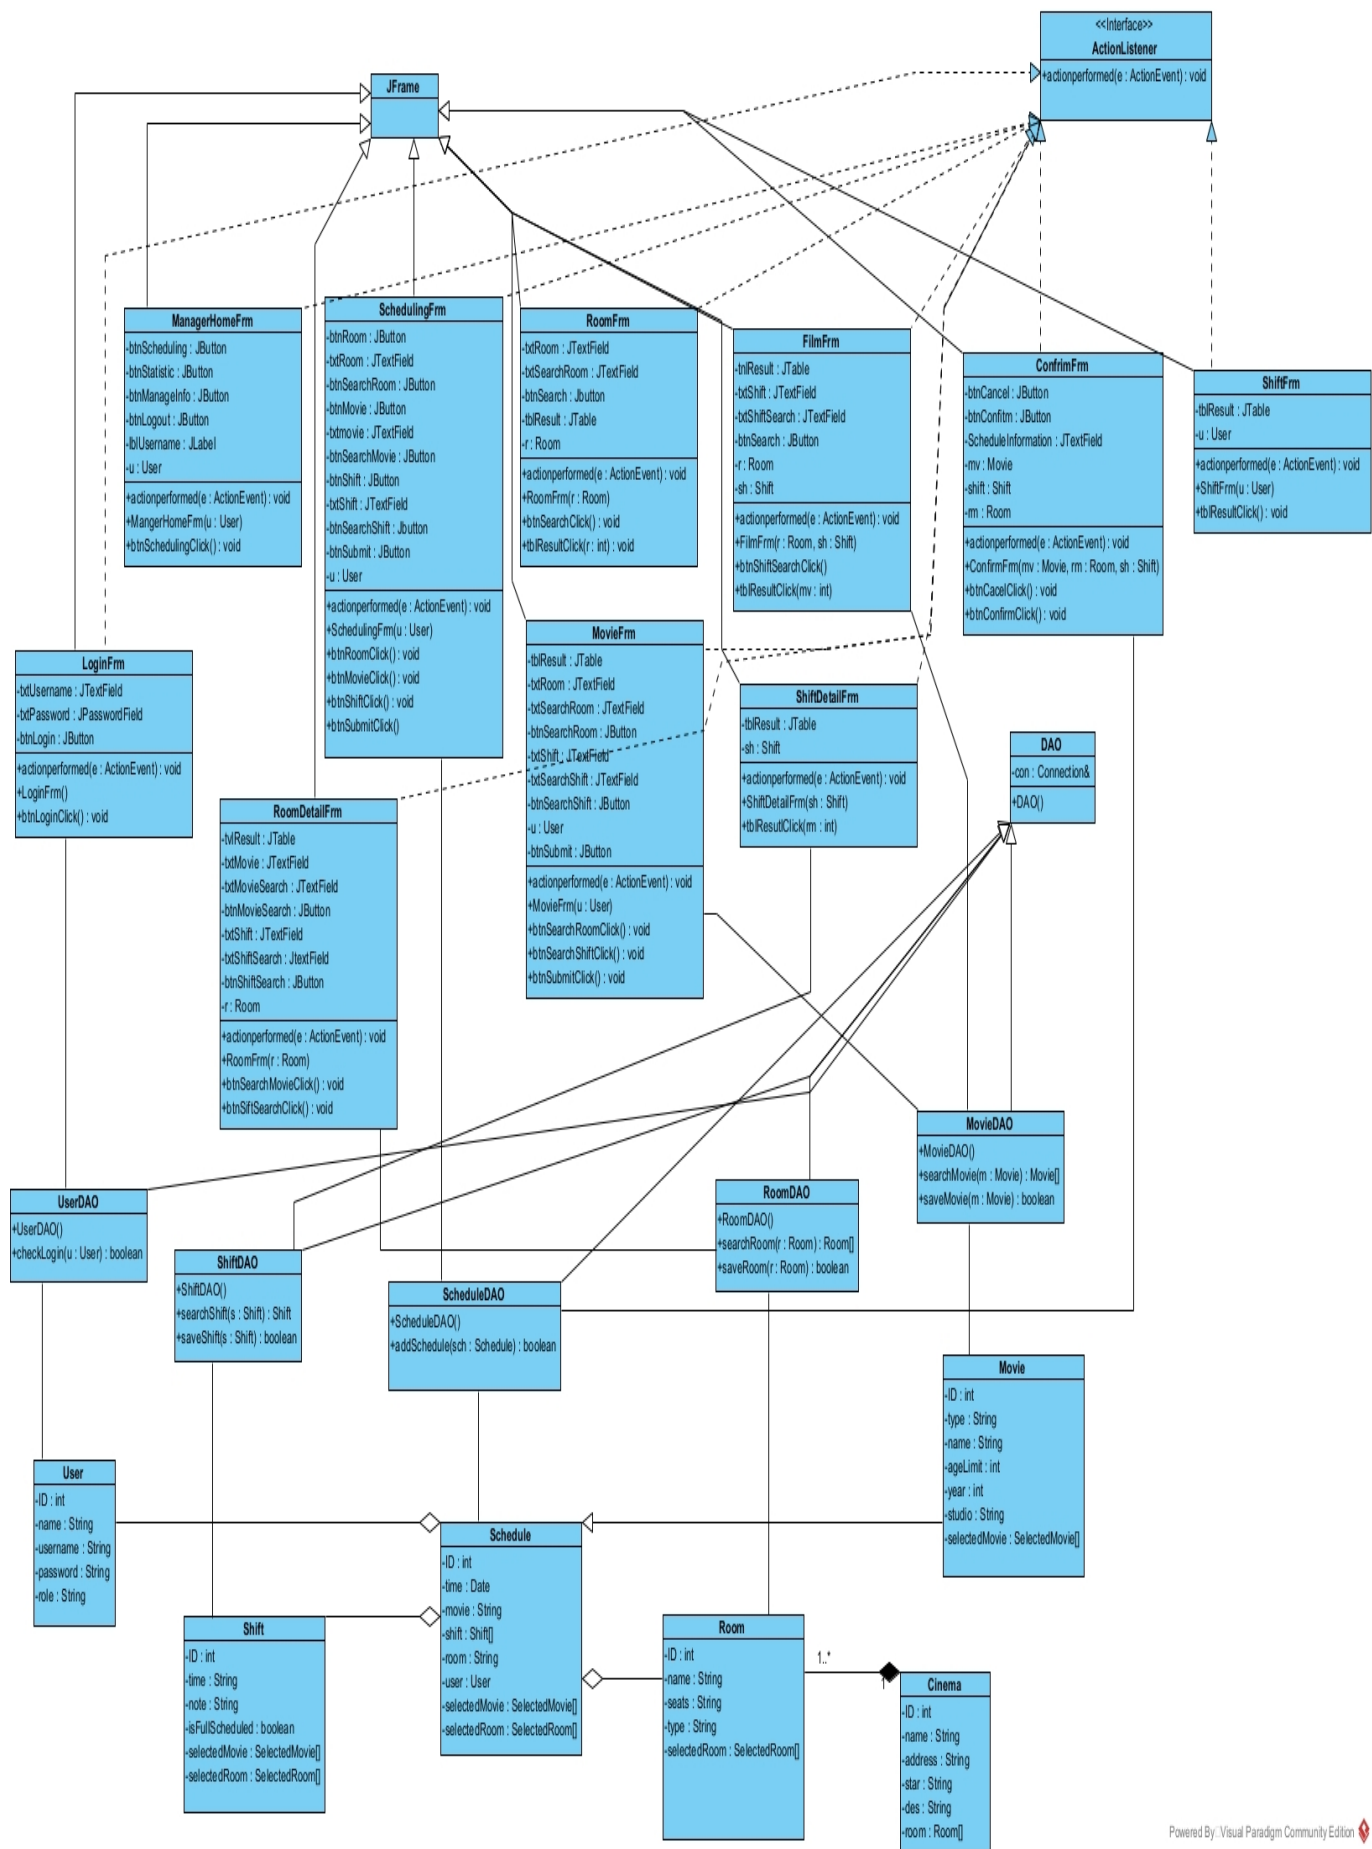 <<Interface>>
ActionListener
+actionperformed(e : ActionEvent) : void
JFrame
ManagerHomeFrm
-btnScheduling : JButton
-btnStatistic : JButton
-btnManageInfo : JButton
-btnLogout : JButton
-lblUsername : JLabel
-u : User
+actionperformed(e : ActionEvent) : void
+MangerHomeFrm(u : User)
+btnSchedulingClick() : void
SchedulingFrm
-btnRoom : JButton
-txtRoom : JTextField
-btnSearchRoom : JButton
-btnMovie : JButton
-txtmovie : JTextField
-btnSearchMovie : JButton
-btnShift : JButton
-txtShift : JTextField
-btnSearchShift : Jbutton
-btnSubmit : JButton
-u : User
+actionperformed(e : ActionEvent) : void
+SchedulingFrm(u : User)
+btnRoomClick() : void
+btnMovieClick() : void
+btnShiftClick() : void
+btnSubmitClick()
RoomFrm
-txtRoom : JTextField
-txtSearchRoom : JTextField
-btnSearch : Jbutton
-tblResult : JTable
-r : Room
+actionperformed(e : ActionEvent) : void
+RoomFrm(r : Room)
+btnSearchClick() : void
+tblResultClick(r : int) : void
FilmFrm
-tnlResult : JTable
-txtShift : JTextField
-txtShiftSearch : JTextField
-btnSearch : JButton
-r : Room
-sh : Shift
+actionperformed(e : ActionEvent) : void
+FilmFrm(r : Room, sh : Shift)
+btnShiftSearchClick()
+tblResultClick(mv : int)
ConfrimFrm
-btnCancel : JButton
-btnConfitm : JButton
-ScheduleInformation : JTextField
-mv : Movie
-shift : Shift
-rm : Room
+actionperformed(e : ActionEvent) : void
+ConfirmFrm(mv : Movie, rm : Room, sh : Shift)
+btnCacelClick() : void
+btnConfirmClick() : void
ShiftFrm
-tblResult : JTable
-u : User
+actionperformed(e : ActionEvent) : void
+ShiftFrm(u : User)
+tblResultClick() : void
LoginFrm
-txtUsername : JTextField
-txtPassword : JPasswordField
-btnLogin : JButton
+actionperformed(e : ActionEvent) : void
+LoginFrm()
+btnLoginClick() : void
MovieFrm
-tblResult : JTable
-txtRoom : JTextField
-txtSearchRoom : JTextField
-btnSearchRoom : JButton
-txtShift : JTextField
-txtSearchShift : JTextField
-btnSearchShift : JButton
-u : User
-btnSubmit : JButton
+actionperformed(e : ActionEvent) : void
+MovieFrm(u : User)
+btnSearchRoomClick() : void
+btnSearchShiftClick() : void
+btnSubmitClick() : void
ShiftDetailFrm
-tblResult : JTable
-sh : Shift
+actionperformed(e : ActionEvent) : void
+ShiftDetailFrm(sh : Shift)
+tblResutlClick(rm : int)
DAO
-con : Connection&
+DAO()
RoomDetailFrm
-tvlResult : JTable
-txtMovie : JTextField
-txtMovieSearch : JTextField
-btnMovieSearch : JButton
-txtShift : JTextField
-txtShiftSearch : JtextField
-btnShiftSearch : JButton
-r : Room
+actionperformed(e : ActionEvent) : void
+RoomFrm(r : Room)
+btnSearchMovieClick() : void
+btnSiftSearchClick() : void
MovieDAO
+MovieDAO()
+searchMovie(m : Movie) : Movie[]
+saveMovie(m : Movie) : boolean
UserDAO
+UserDAO()
+checkLogin(u : User) : boolean
RoomDAO
+RoomDAO()
+searchRoom(r : Room) : Room[]
+saveRoom(r : Room) : boolean
ShiftDAO
+ShiftDAO()
+searchShift(s : Shift) : Shift
+saveShift(s : Shift) : boolean
ScheduleDAO
+ScheduleDAO()
+addSchedule(sch : Schedule) : boolean
Movie
-ID : int
-type : String
-name : String
-ageLimit : int
-year : int
-studio : String
-selectedMovie : SelectedMovie[]
User
-ID : int
-name : String
-username : String
-password : String
-role : String
Schedule
-ID : int
-time : Date
-movie : String
-shift : Shift[]
-room : String
-user : User
-selectedMovie : SelectedMovie[]
-selectedRoom : SelectedRoom[]
Shift
-ID : int
-time : String
-note : String
-isFullScheduled : boolean
-selectedMovie : SelectedMovie[]
-selectedRoom : SelectedRoom[]
Room
-ID : int
-name : String
-seats : String
-type : String
-selectedRoom : SelectedRoom[]
1..*
1
Cinema
-ID : int
-name : String
-address : String
-star : String
-des : String
-room : Room[]
Powered By: Visual Paradigm Community Edition